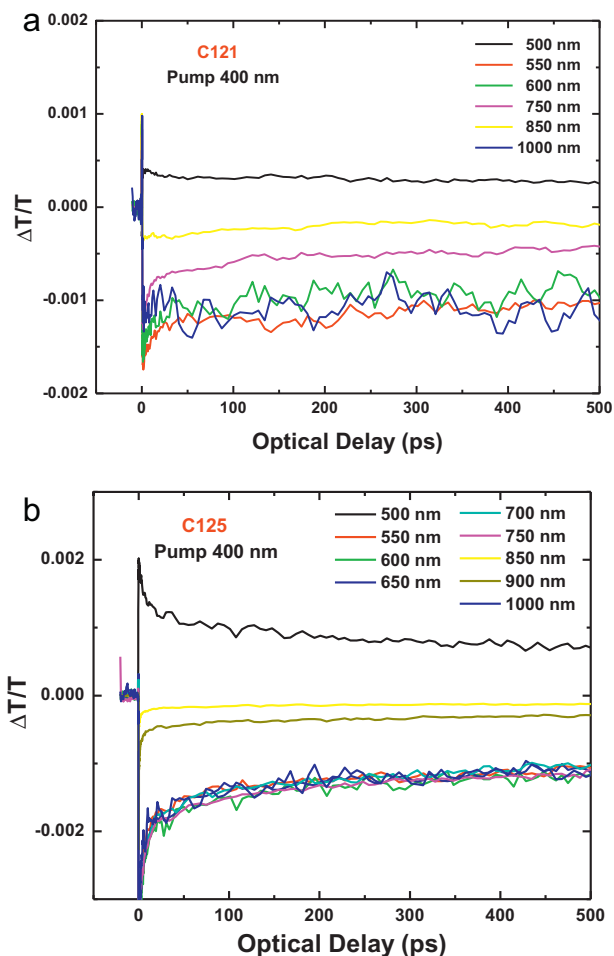 a
C121
Pump 400 nm
500 nm
550 nm
600 nm
750 nm
850 nm
1000 nm
0.002
0.001
0.000
-0.001
-0.002
ΔT/T
0 100 200 300 400 500
Optical Delay (ps)
b
C125
Pump 400 nm
500 nm
550 nm
600 nm
650 nm
700 nm
750 nm
850 nm
900 nm
1000 nm
0.002
0.000
-0.002
ΔT/T
0 100 200 300 400 500
Optical Delay (ps)